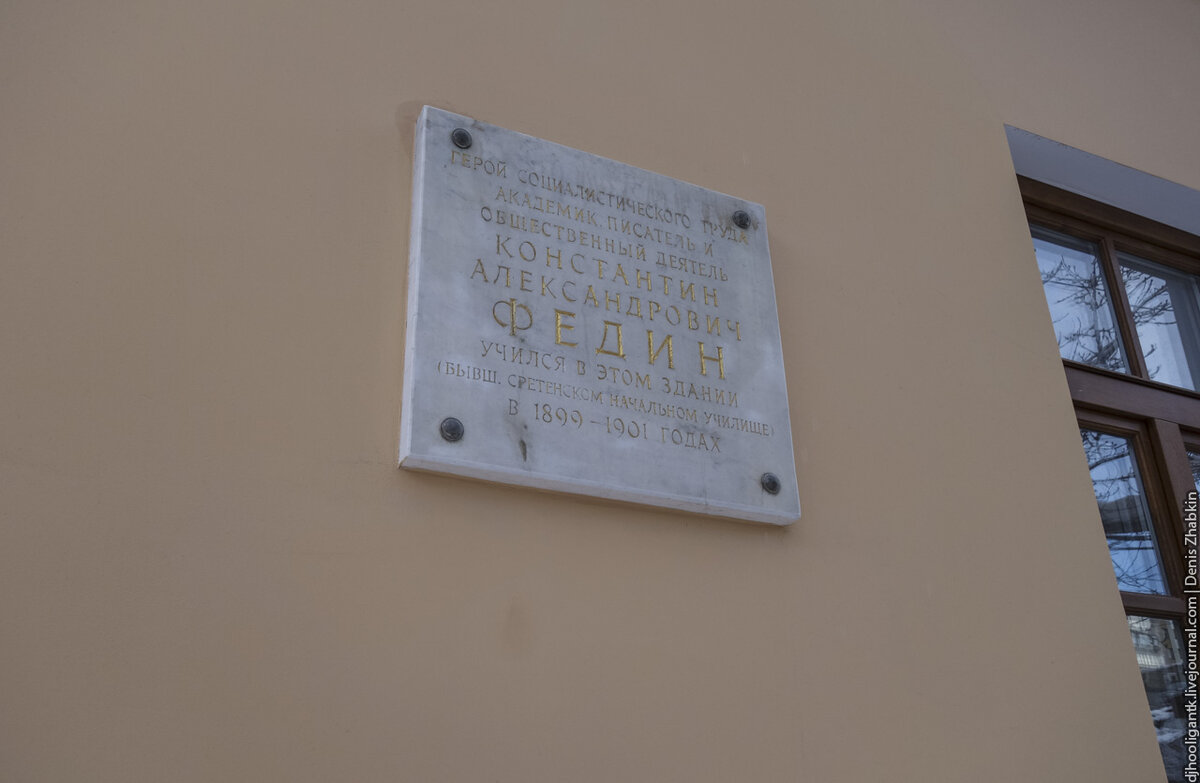 ГЕРОЙ СОЦИАЛИСТИЧЕСКОГО ТРУДА
АКАДЕМИК, ПИСАТЕЛЬ И
ОБЩЕСТВЕННЫЙ ДЕЯТЕЛЬ
КОНСТАНТИН
АЛЕКСАНДРОВИЧ
ФЕДИН
УЧИЛСЯ В ЭТОМ ЗДАНИИ
(БЫВШ. СРЕТЕНСКОМ НАЧАЛЬНОМ УЧИЛИЩЕ)
В 1899–1901 ГОДАХ
djhooligantk.livejournal.com | Denis Zhabkin